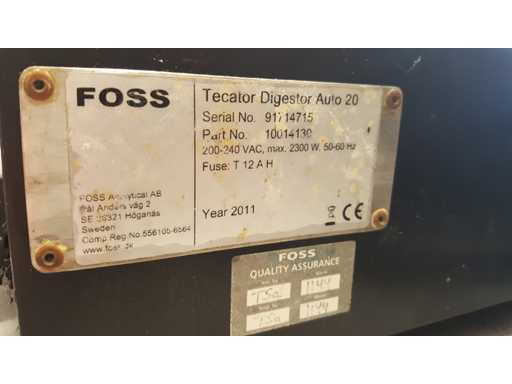 FOSS
Tecator Digestor Auto 20
Serial No. 91714715
Part No. 10014130
200-240 VAC, max. 2300 W, 50-60 Hz
Fuse: T 12 A H
FOSS Analytical AB
Pål Anders väg 2
SE 26321 Höganäs
Sweden
Comp Reg.No.
www.foss.dk
Year 2011
CE
FOSS
QUALITY ASSURANCE
1144
1144